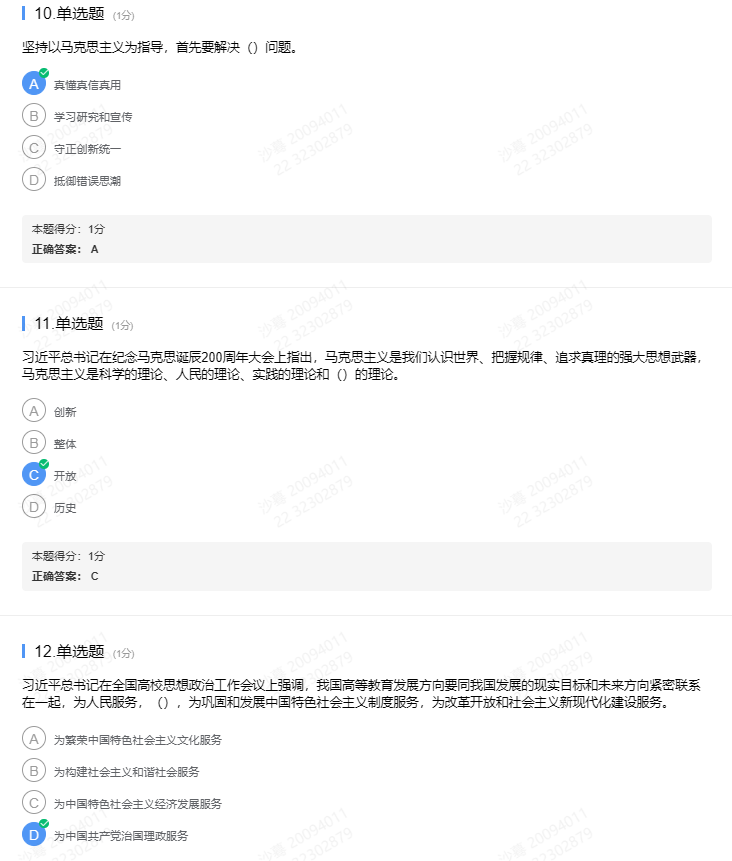 10.单选题 (1分)
坚持以马克思主义为指导，首先要解决（）问题。
A 真懂真信真用
B 学习研究和宣传
C 守正创新统一
D 抵御错误思潮
本题得分：1分
正确答案： A
11.单选题 (1分)
习近平总书记在纪念马克思诞辰200周年大会上指出，马克思主义是我们认识世界、把握规律、追求真理的强大思想武器，
马克思主义是科学的理论、人民的理论、实践的理论和（）的理论。
A 创新
B 整体
C 开放
D 历史
本题得分：1分
正确答案： C
12.单选题 (1分)
习近平总书记在全国高校思想政治工作会议上强调，我国高等教育发展方向要同我国发展的现实目标和未来方向紧密联系
在一起，为人民服务，（），为巩固和发展中国特色社会主义制度服务，为改革开放和社会主义新现代化建设服务。
A 为繁荣中国特色社会主义文化服务
B 为构建社会主义和谐社会服务
C 为中国特色社会主义经济发展服务
D 为中国共产党治国理政服务
20094011
22 32302879